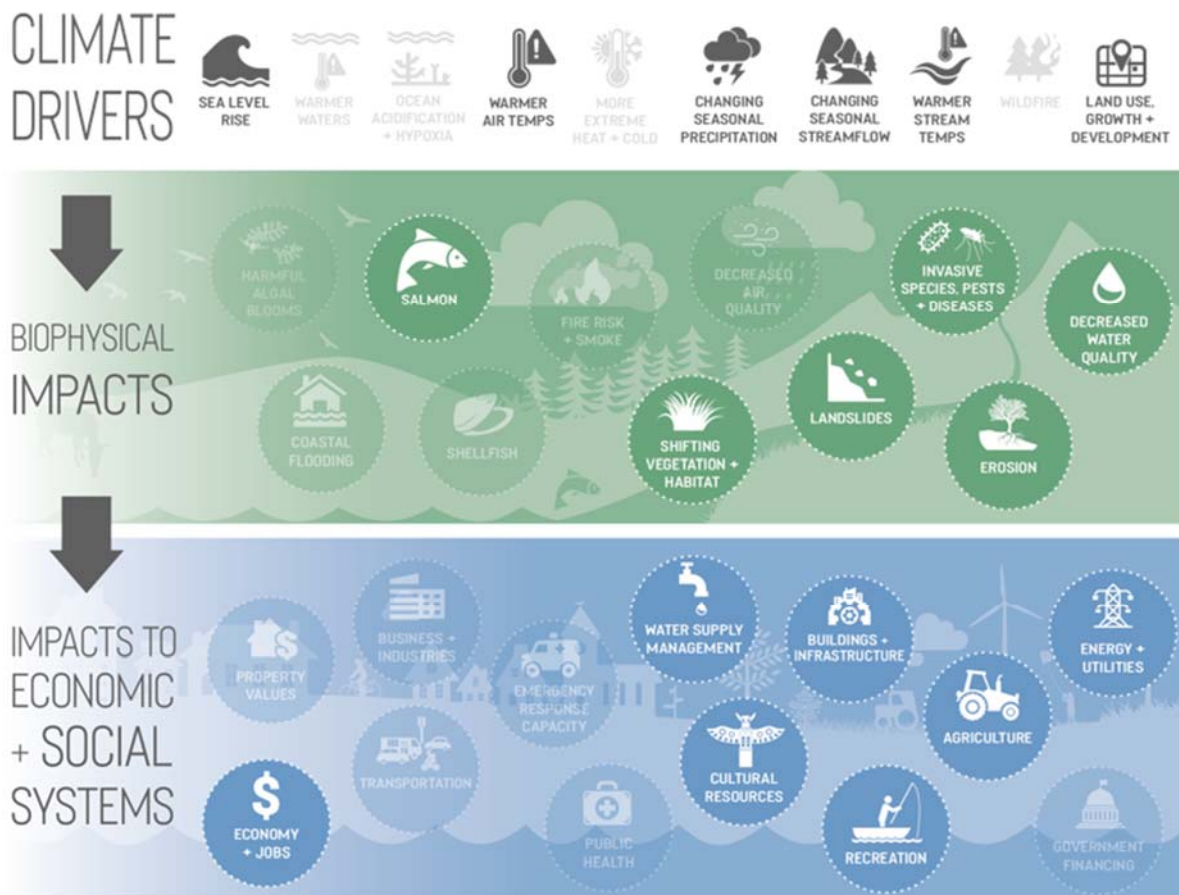 CLIMATE
DRIVERS
SEA LEVEL
RISE
WARMER
WATERS
OCEAN
ACIDIFICATION
+ HYPOXIA
WARMER
AIR TEMPS
MORE
EXTREME
HEAT + COLD
CHANGING
SEASONAL
PRECIPITATION
CHANGING
SEASONAL
STREAMFLOW
WARMER
STREAM
TEMPS
WILDFIRE
LAND USE,
GROWTH +
DEVELOPMENT
BIOPHYSICAL
IMPACTS
HARMFUL
ALGAL
BLOOMS
SALMON
FIRE RISK
+ SMOKE
DECREASED
AIR
QUALITY
INVASIVE
SPECIES, PESTS
+ DISEASES
DECREASED
WATER
QUALITY
COASTAL
FLOODING
SHELLFISH
SHIFTING
VEGETATION +
HABITAT
LANDSLIDES
EROSION
IMPACTS TO
ECONOMIC
+ SOCIAL
SYSTEMS
PROPERTY
VALUES
BUSINESS +
INDUSTRIES
EMERGENCY
RESPONSE
CAPACITY
WATER SUPPLY
MANAGEMENT
BUILDINGS +
INFRASTRUCTURE
ENERGY +
UTILITIES
TRANSPORTATION
AGRICULTURE
CULTURAL
RESOURCES
$
ECONOMY
+ JOBS
PUBLIC
HEALTH
RECREATION
GOVERNMENT
FINANCING